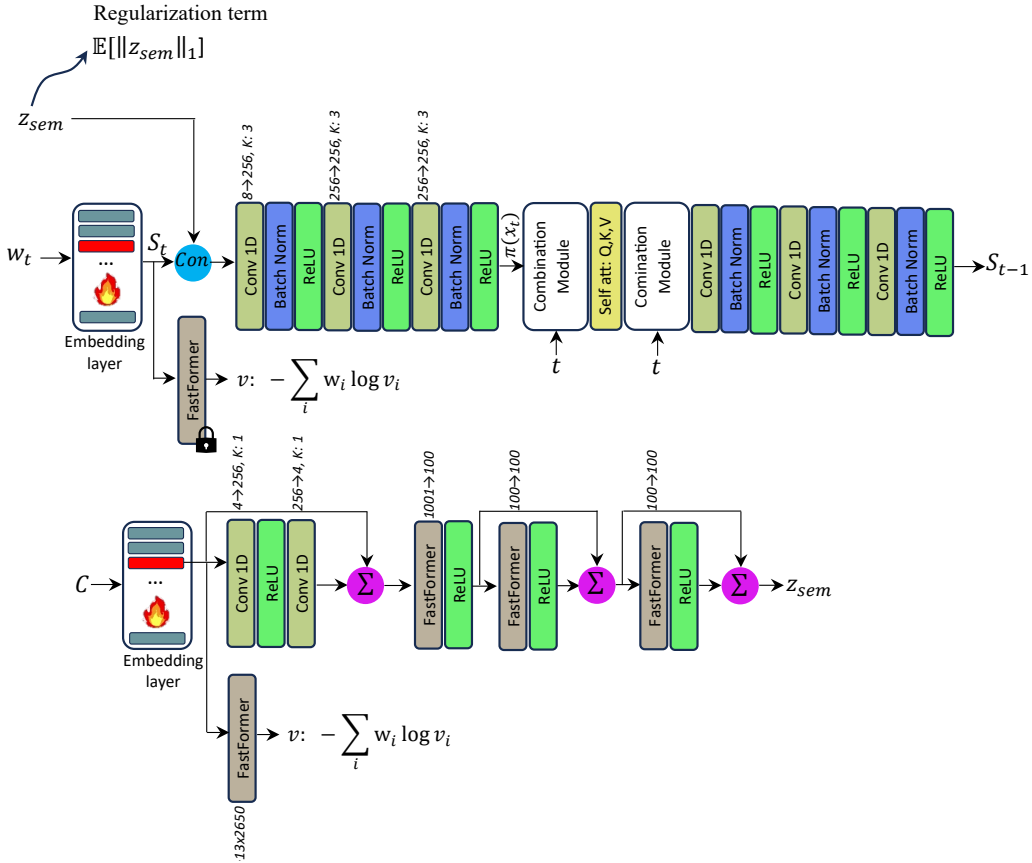 Regularization term
𝔼[‖z_sem‖_1]
z_sem
8→256, K: 3
256→256, K: 3
256→256, K: 3
w_t
S_t
Con
Conv 1D
Batch Norm
ReLU
Conv 1D
Batch Norm
ReLU
Conv 1D
Batch Norm
ReLU
π(x_t)
Combination
Module
Self att: Q,K,V
Comination
Module
Conv 1D
Batch Norm
ReLU
Conv 1D
Batch Norm
ReLU
Conv 1D
Batch Norm
ReLU
S_{t−1}
...
Embedding
layer
t
t
FastFormer
v: − ∑_i w_i log v_i
4→256, K: 1
256→4, K: 1
1001→100
100→100
100→100
C
...
Embedding
layer
Conv 1D
ReLU
Conv 1D
Σ
FastFormer
ReLU
FastFormer
ReLU
Σ
FastFormer
ReLU
Σ
z_sem
FastFormer
v: − ∑_i w_i log v_i
13x2650